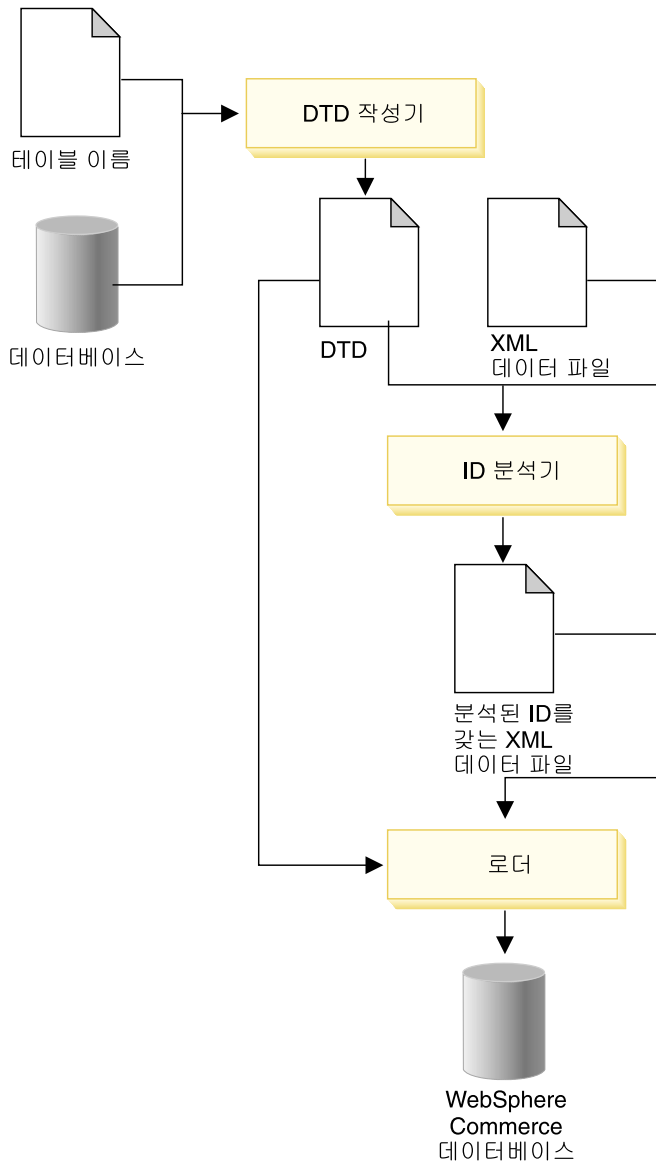 DTD 작성기
테이블 이름
데이터베이스
DTD
XML
데이터 파일
ID 분석기
분석된 ID를
갖는 XML
데이터 파일
로더
WebSphere
Commerce
데이터베이스